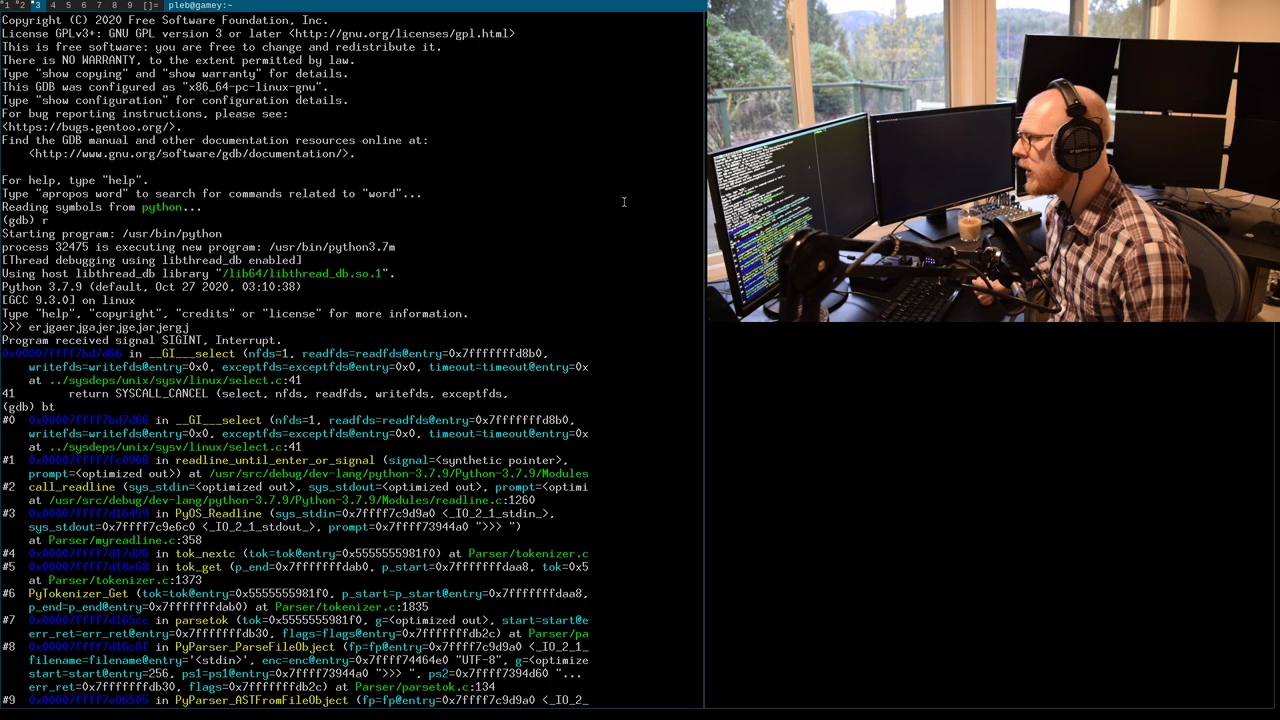 *1 *2 *3 4 5 6 7 8 9 []= pleb@gamey:~
Copyright (C) 2020 Free Software Foundation, Inc.
License GPLv3+: GNU GPL version 3 or later <http://gnu.org/licenses/gpl.html>
This is free software: you are free to change and redistribute it.
There is NO WARRANTY, to the extent permitted by law.
Type "show copying" and "show warranty" for details.
This GDB was configured as "x86_64-pc-linux-gnu".
Type "show configuration" for configuration details.
For bug reporting instructions, please see:
<https://bugs.gentoo.org/>.
Find the GDB manual and other documentation resources online at:
<http://www.gnu.org/software/gdb/documentation/>.
For help, type "help".
Type "apropos word" to search for commands related to "word"...
Reading symbols from python...
(gdb) r
Starting program: /usr/bin/python
process 32475 is executing new program: /usr/bin/python3.7m
[Thread debugging using libthread_db enabled]
Using host libthread_db library "/lib64/libthread_db.so.1".
Python 3.7.9 (default, Oct 27 2020, 03:10:38)
[GCC 9.3.0] on linux
Type "help", "copyright", "credits" or "license" for more information.
>>> erjgaerjgajerjgejarjergj
Program received signal SIGINT, Interrupt.
0x00007ffff7bd7d66 in __GI___select (nfds=1, readfds=readfds@entry=0x7fffffffd8b0,
writefds=writefds@entry=0x0, exceptfds=exceptfds@entry=0x0, timeout=timeout@entry=0x
at ../sysdeps/unix/sysv/linux/select.c:41
41 return SYSCALL_CANCEL (select, nfds, readfds, writefds, exceptfds,
(gdb) bt
#0 0x00007ffff7bd7d66 in __GI___select (nfds=1, readfds=readfds@entry=0x7fffffffd8b0,
writefds=writefds@entry=0x0, exceptfds=exceptfds@entry=0x0, timeout=timeout@entry=0x
at ../sysdeps/unix/sysv/linux/select.c:41
#1 0x00007ffff7fc0908 in readline_until_enter_or_signal (signal=<synthetic pointer>,
prompt=<optimized out>) at /usr/src/debug/dev-lang/python-3.7.9/Python-3.7.9/Modules
#2 call_readline (sys_stdin=<optimized out>, sys_stdout=<optimized out>, prompt=<optimi
at /usr/src/debug/dev-lang/python-3.7.9/Python-3.7.9/Modules/readline.c:1260
#3 0x00007ffff7d16459 in PyOS_Readline (sys_stdin=0x7ffff7c9d9a0 <_IO_2_1_stdin_>,
sys_stdout=0x7ffff7c9e6c0 <_IO_2_1_stdout_>, prompt=0x7ffff73944a0 ">>> ")
at Parser/myreadline.c:358
#4 0x00007ffff7d17d26 in tok_nextc (tok=tok@entry=0x5555555981f0) at Parser/tokenizer.c
#5 0x00007ffff7d18e68 in tok_get (p_end=0x7fffffffdab0, p_start=0x7fffffffdaa8, tok=0x5
at Parser/tokenizer.c:1373
#6 PyTokenizer_Get (tok=tok@entry=0x5555555981f0, p_start=p_start@entry=0x7fffffffdaa8,
p_end=p_end@entry=0x7fffffffdab0) at Parser/tokenizer.c:1835
#7 0x00007ffff7d165cc in parsetok (tok=0x5555555981f0, g=<optimized out>, start=start@e
err_ret=err_ret@entry=0x7fffffffdb30, flags=flags@entry=0x7fffffffdb2c) at Parser/pa
#8 0x00007ffff7d16c8f in PyParser_ParseFileObject (fp=fp@entry=0x7ffff7c9d9a0 <_IO_2_1_
filename=filename@entry='<stdin>', enc=enc@entry=0x7ffff74464e0 "UTF-8", g=<optimize
start=start@entry=256, ps1=ps1@entry=0x7ffff73944a0 ">>> ", ps2=0x7ffff7394d60 "...
err_ret=0x7fffffffdb30, flags=0x7fffffffdb2c) at Parser/parsetok.c:134
#9 0x00007ffff7e06505 in PyParser_ASTFromFileObject (fp=fp@entry=0x7ffff7c9d9a0 <_IO_2_